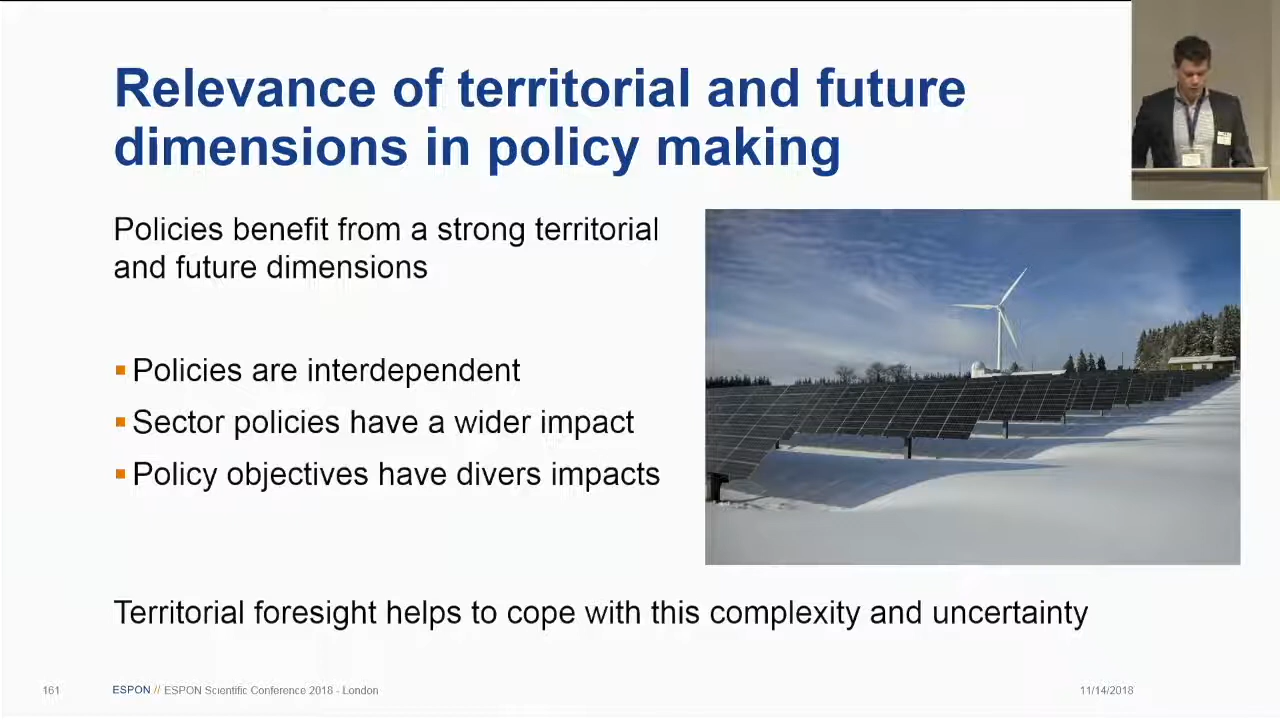 Relevance of territorial and future
dimensions in policy making
Policies benefit from a strong territorial
and future dimensions
Policies are interdependent
Sector policies have a wider impact
Policy objectives have divers impacts
Territorial foresight helps to cope with this complexity and uncertainty
161
ESPON // ESPON Scientific Conference 2018 - London
11/14/2018